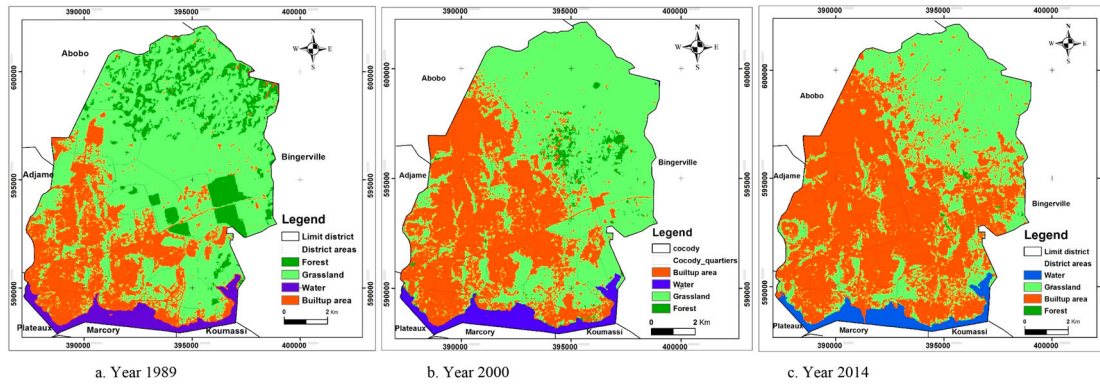 390000 395000 400000
600000
595000
590000
Abobo
N
W E
S
Bingerville
Adjame
Plateaux
Marcory
Koumassi
Legend
Limit district
District areas
Forest
Grassland
Water
Builtup area
0 2 Km
390000 395000 400000
a. Year 1989
390000 395000 400000
600000
595000
590000
Abobo
N
W E
S
Bingerville
Adjame
Plateaux
Marcory
Koumassi
Legend
cocody
Cocody_quartiers
Builtup area
Water
Grassland
Forest
0 2 Km
390000 395000 400000
b. Year 2000
390000 395000 400000
600000
595000
590000
Abobo
N
W E
S
Bingerville
Adjame
Plateaux
Marcory
Koumassi
Legend
Limit district
District areas
Water
Grassland
Builtup area
Forest
0 2 Km
390000 395000 400000
c. Year 2014